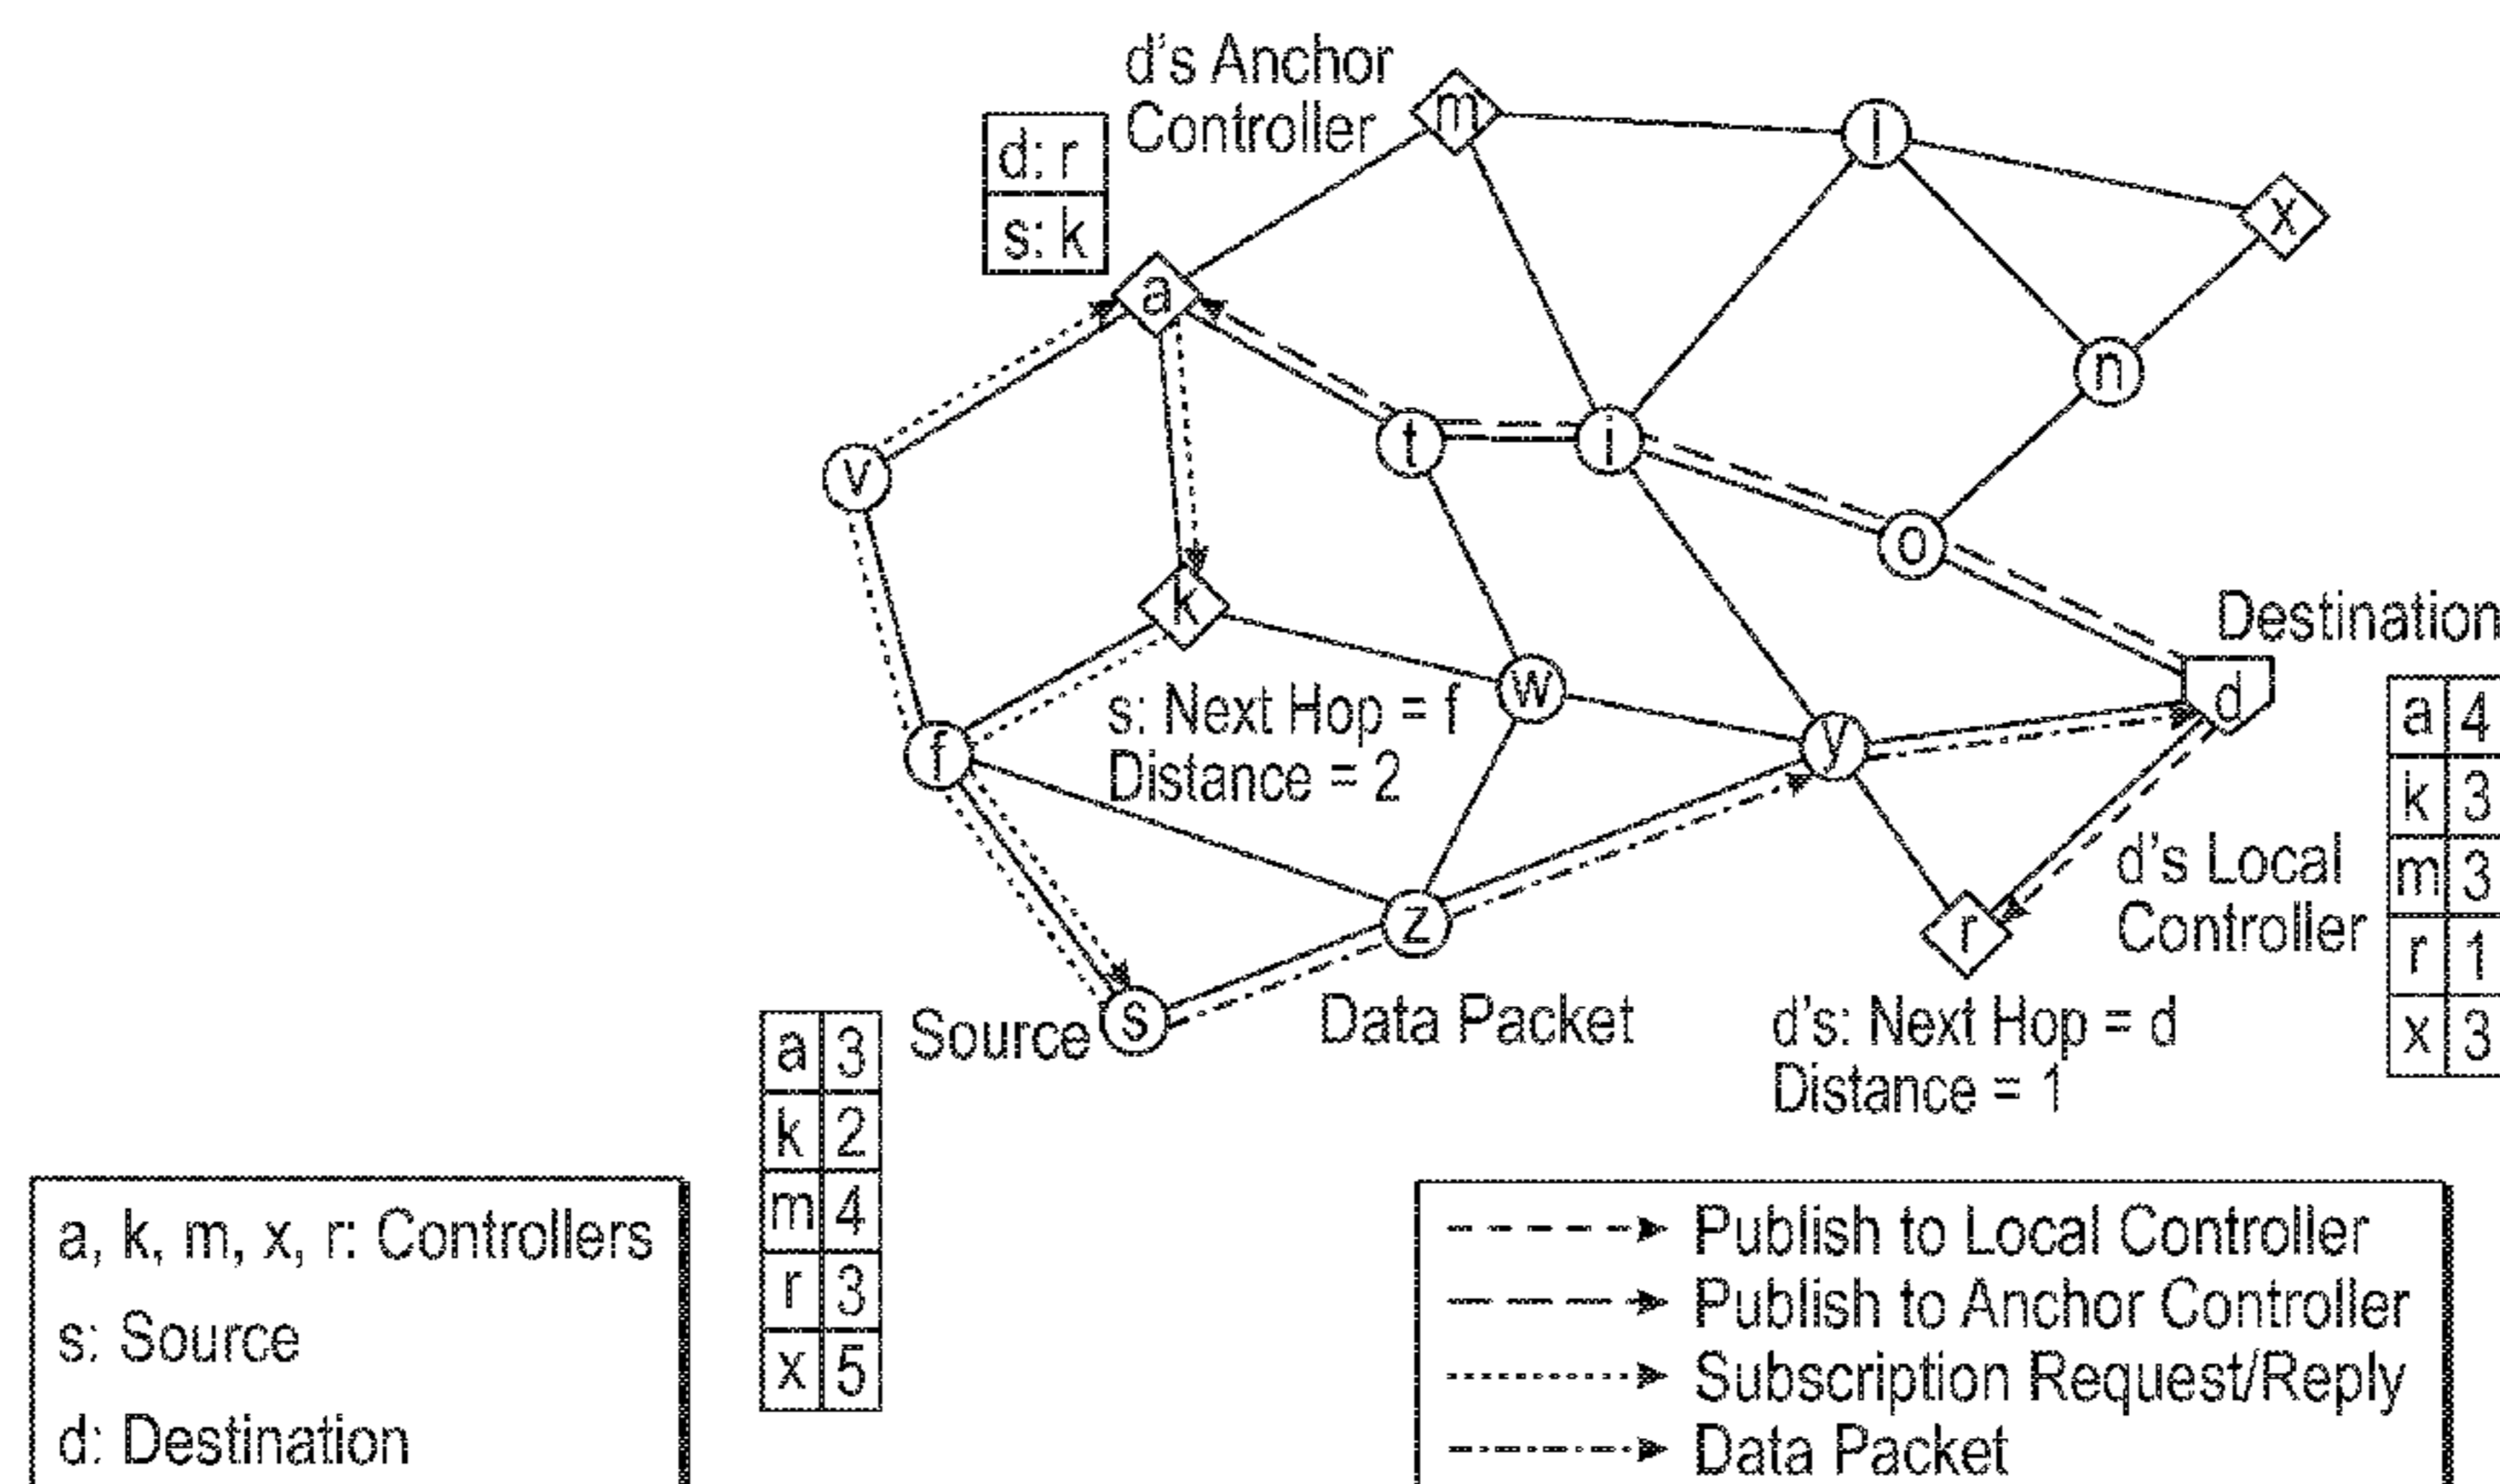 d's Anchor
Controller
d: r
s: k
m
l
x
a
n
v
t
i
o
k
Destination
d
s: Next Hop = f
Distance = 2
w
f
y
a 4
k 3
m 3
r 1
x 3
d's Local
Controller
z
r
Source
s
Data Packet
d's: Next Hop = d
Distance = 1
a 3
k 2
m 4
r 3
x 5
a, k, m, x, r: Controllers
s: Source
d: Destination
Publish to Local Controller
Publish to Anchor Controller
Subscription Request/Reply
Data Packet